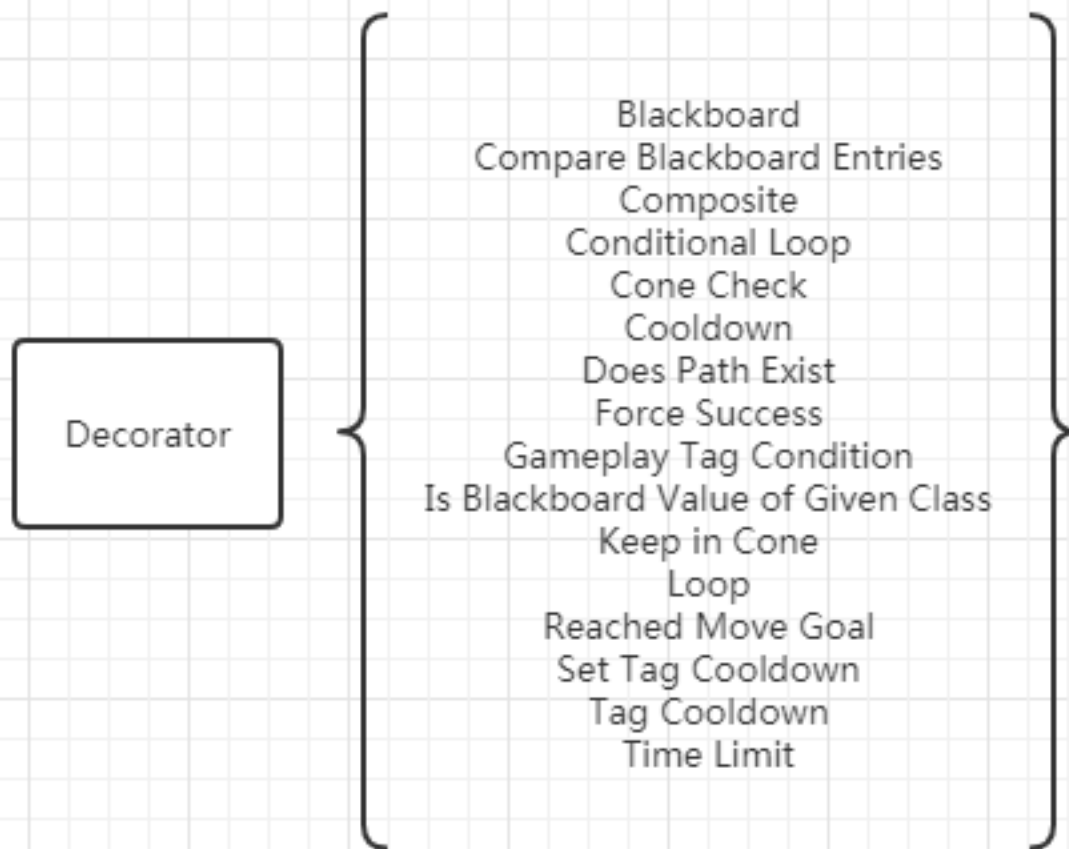 Decorator
Blackboard
Compare Blackboard Entries
Composite
Conditional Loop
Cone Check
Cooldown
Does Path Exist
Force Success
Gameplay Tag Condition
Is Blackboard Value of Given Class
Keep in Cone
Loop
Reached Move Goal
Set Tag Cooldown
Tag Cooldown
Time Limit